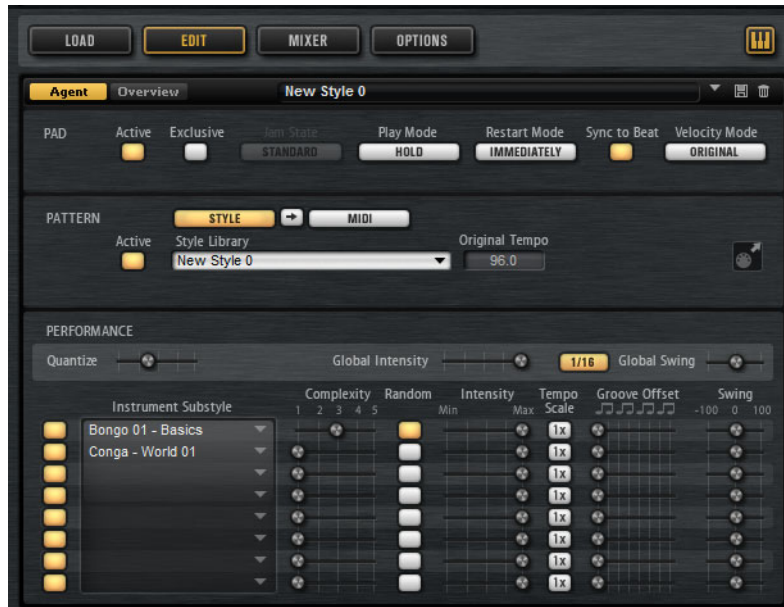 LOAD EDIT MIXER OPTIONS
Agent Overview New Style 0
PAD Active Exclusive Jam State Play Mode Restart Mode Sync to Beat Velocity Mode
STANDARD HOLD IMMEDIATELY ORIGINAL
PATTERN STYLE MIDI
Active Style Library Original Tempo
New Style 0 96.0
PERFORMANCE
Quantize Global Intensity 1/16 Global Swing
Instrument Substyle Complexity Random Intensity Tempo Scale Groove Offset Swing
1 2 3 4 5 Min Max -100 0 100
Bongo 01 - Basics 1x
Conga - World 01 1x
1x
1x
1x
1x
1x
1x